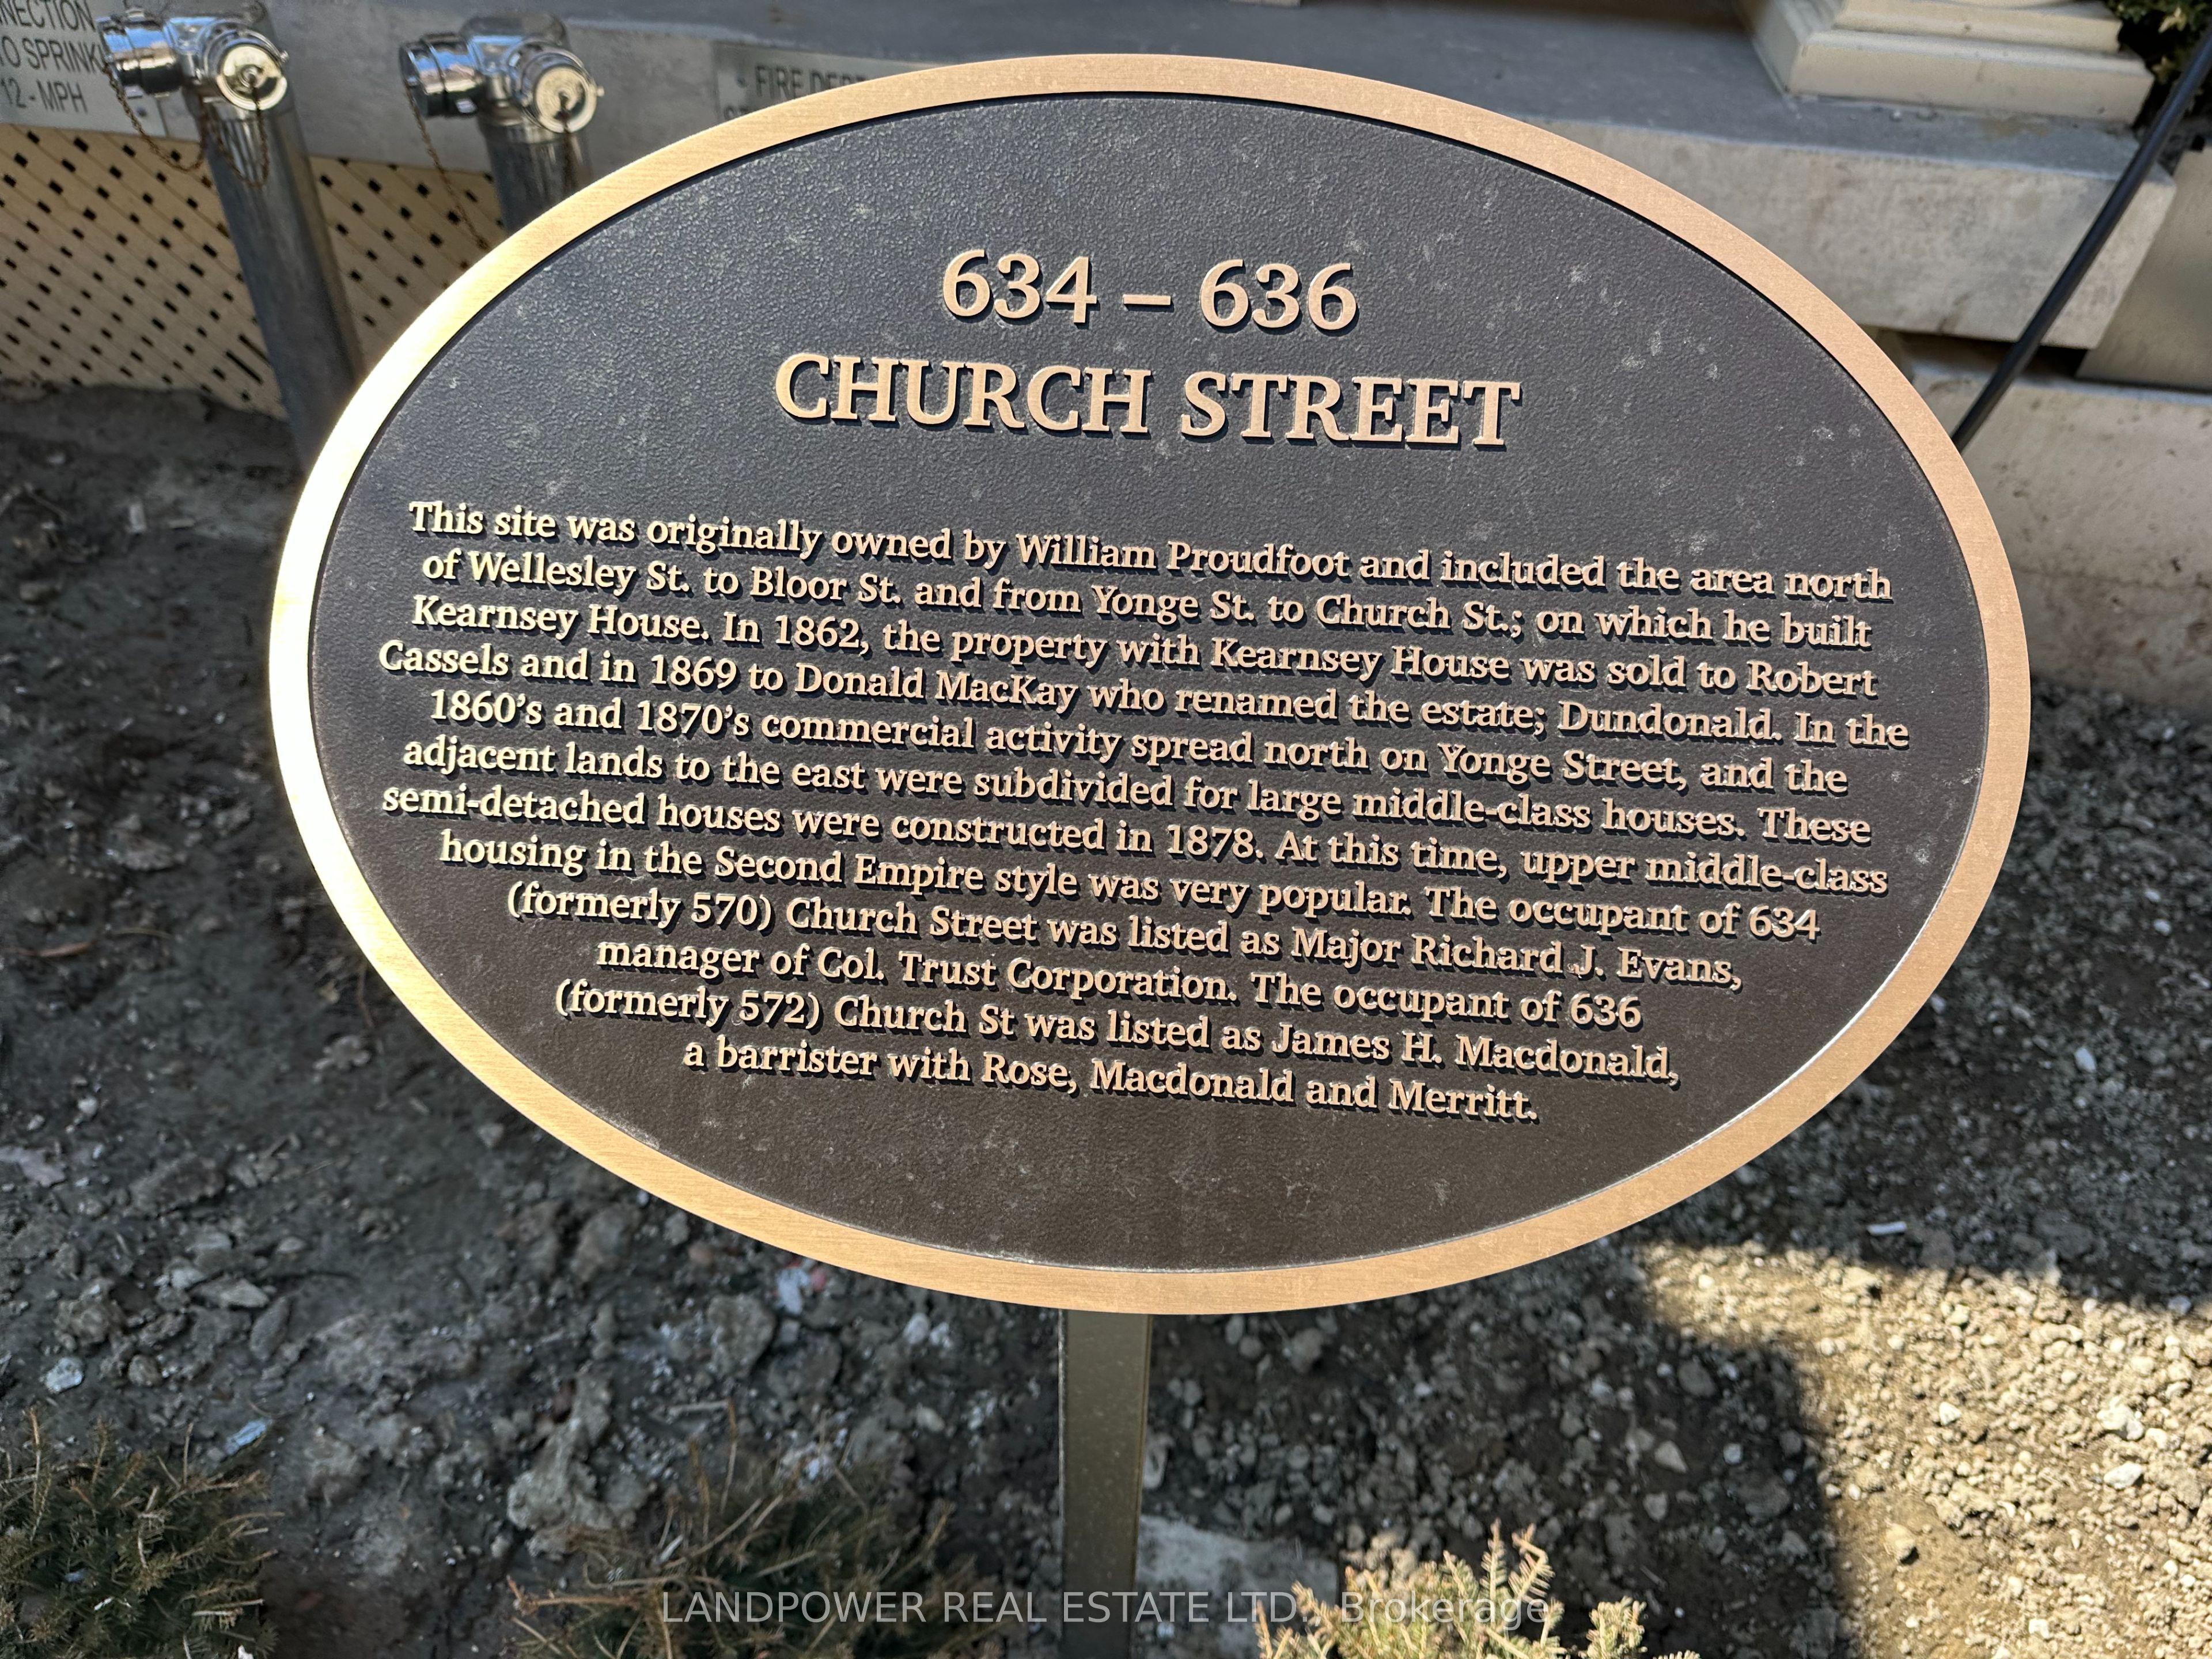 NECTION
TO SPRINK
12-MPH
FIRE DEPT
634 – 636
CHURCH STREET
This site was originally owned by William Proudfoot and included the area north
of Wellesley St. to Bloor St. and from Yonge St. to Church St.; on which he built
Kearnsey House. In 1862, the property with Kearnsey House was sold to Robert
Cassels and in 1869 to Donald MacKay who renamed the estate; Dundonald. In the
1860's and 1870's commercial activity spread north on Yonge Street, and the
adjacent lands to the east were subdivided for large middle-class houses. These
semi-detached houses were constructed in 1878. At this time, upper middle-class
housing in the Second Empire style was very popular. The occupant of 634
(formerly 570) Church Street was listed as Major Richard J. Evans,
manager of Col. Trust Corporation. The occupant of 636
(formerly 572) Church St was listed as James H. Macdonald,
a barrister with Rose, Macdonald and Merritt.
LANDPOWER REAL ESTATE LTD., Brokerage